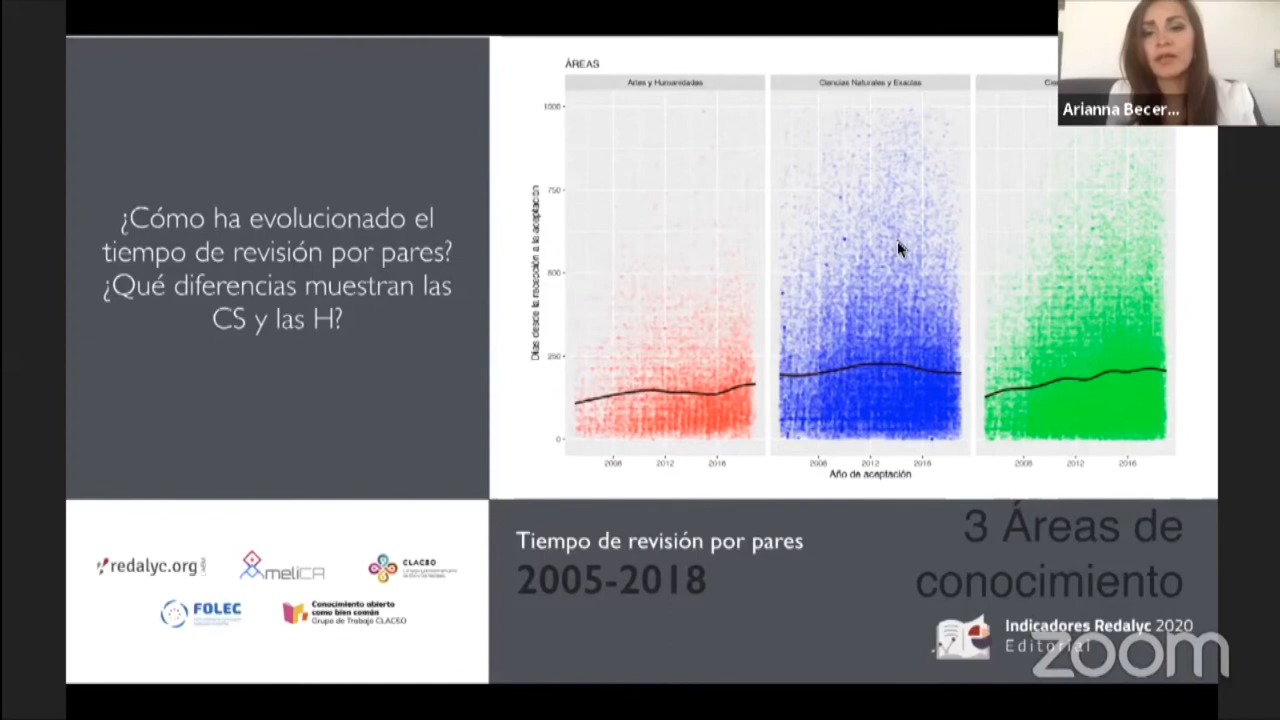 ¿Cómo ha evolucionado el
tiempo de revisión por pares?
¿Qué diferencias muestran las
CS y las H?
ÁREAS
Artes y Humanidades
Ciencias Naturales y Exactas
1000
750
500
250
0
Días desde la recepción a la aceptación
2008 2012 2016
2008 2012 2016
2008 2012 2016
Año de aceptación
Arianna Becer...
redalyc.org
AmeliCA
CLACSO
FOLEC
Conocimiento abierto
como bien común
Grupo de Trabajo CLACSO
Tiempo de revisión por pares
2005-2018
3 Áreas de
conocimiento
Indicadores Redalyc 2020
Editorial
zoom